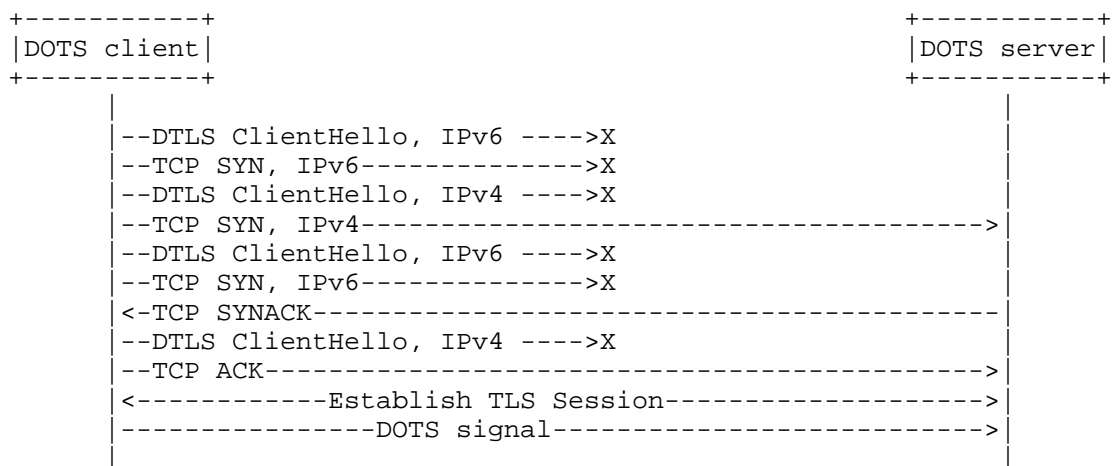 +-----------+                                      +-----------+
|DOTS client|                                      |DOTS server|
+-----------+                                      +-----------+
      |                                                  |
      |--DTLS ClientHello, IPv6 ---->X                   |
      |--TCP SYN, IPv6-------------->X                   |
      |--DTLS ClientHello, IPv4 ---->X                   |
      |--TCP SYN, IPv4--------------------------------------->|
      |--DTLS ClientHello, IPv6 ---->X                   |
      |--TCP SYN, IPv6-------------->X                   |
      |<-TCP SYNACK-------------------------------------------|
      |--DTLS ClientHello, IPv4 ---->X                   |
      |--TCP ACK--------------------------------------------->|
      |<------------Establish TLS Session-------------------->|
      |----------------DOTS signal--------------------------->|
      |                                                  |